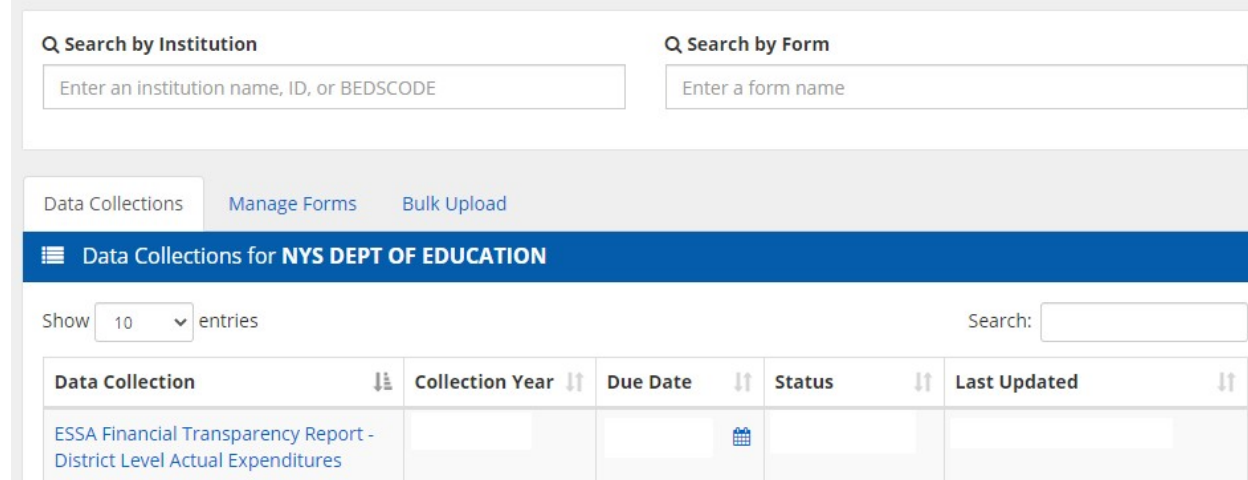 Search by Institution
Search by Form
Enter an institution name, ID, or BEDSCODE
Enter a form name
Data Collections
Manage Forms
Bulk Upload
Data Collections for NYS DEPT OF EDUCATION
Show 10 entries
Search:
Data Collection
Collection Year
Due Date
Status
Last Updated
ESSA Financial Transparency Report -
District Level Actual Expenditures